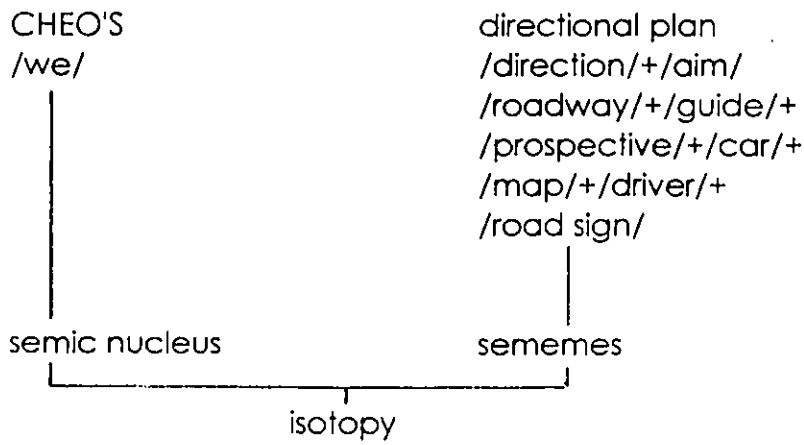 CHEO'S directional plan
/we/ /direction/+/aim/
/roadway/+/guide/+
/prospective/+/car/+
/map/+/driver/+
/road sign/
semic nucleus sememes
isotopy